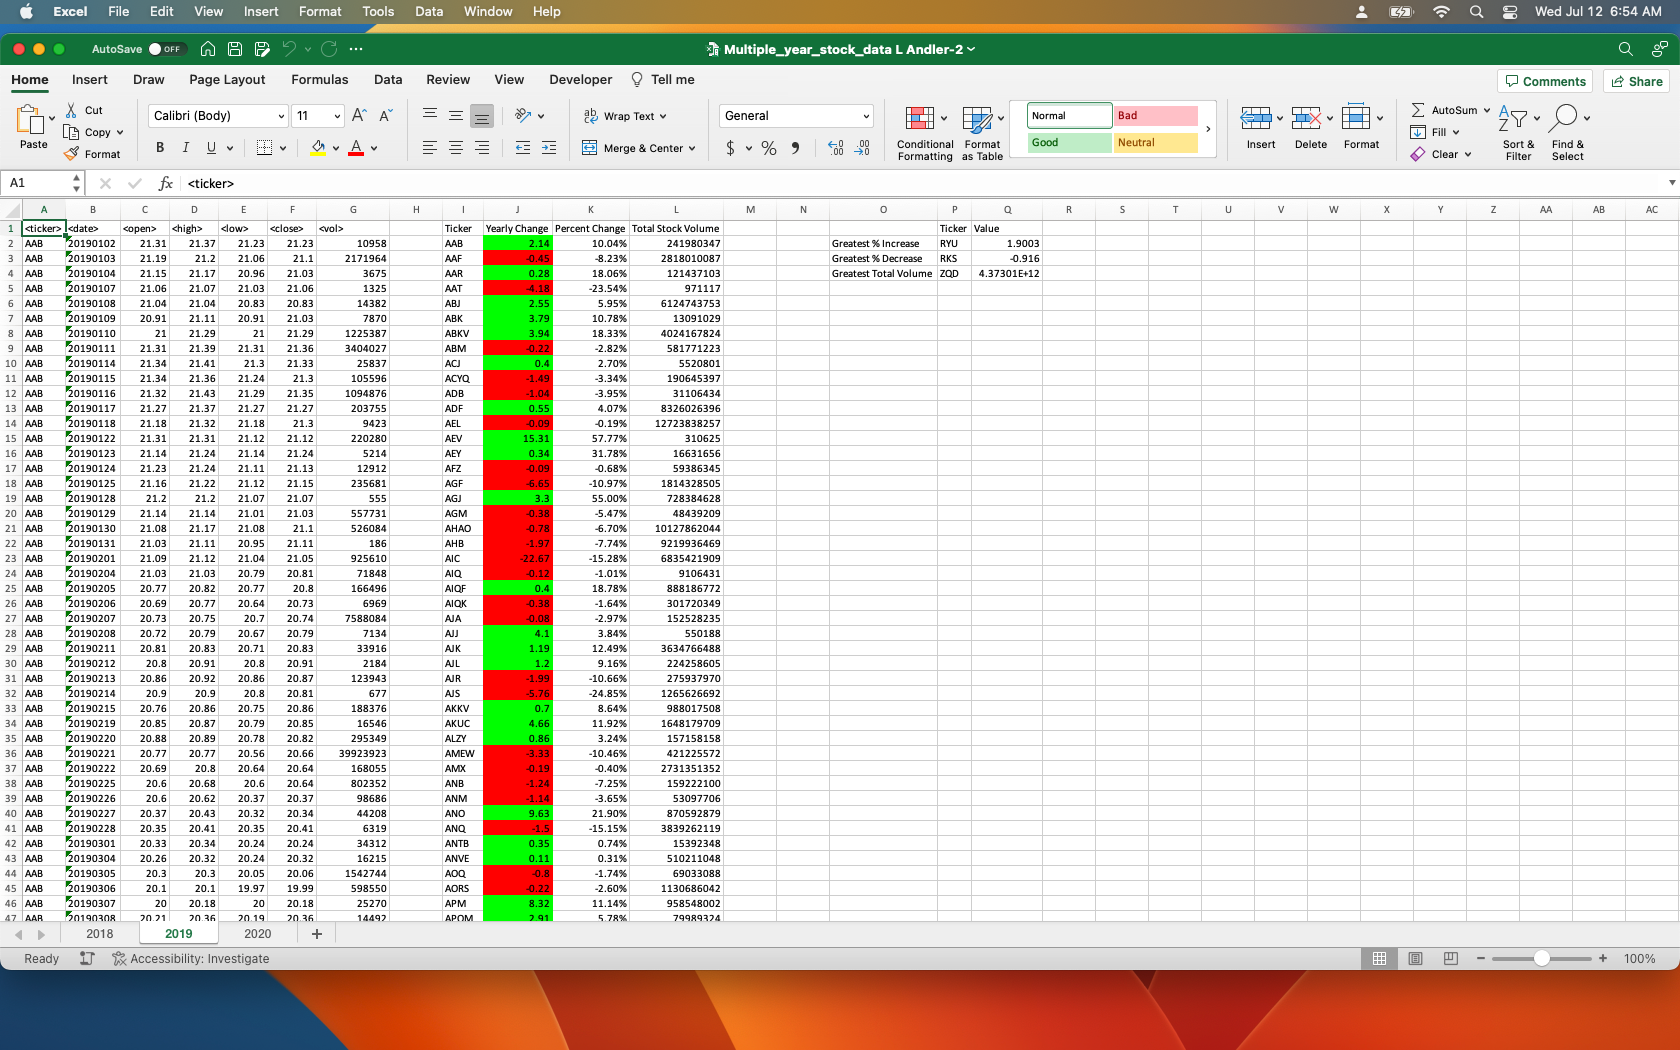 Excel File Edit View Insert Format Tools Data Window Help Wed Jul 12 6:54 AM
AutoSave OFF Multiple_year_stock_data L Andler-2
Home Insert Draw Page Layout Formulas Data Review View Developer Tell me Comments Share
Paste Cut Copy Format
Calibri (Body) 11 A^ A˅
B I U A
Wrap Text
Merge & Center
General
$ % 9
Conditional Formatting
Format as Table
Normal Bad
Good Neutral
Insert Delete Format
AutoSum
Fill
Clear
Sort & Filter
Find & Select
A1 fx <ticker>
A B C D E F G H I J K L M N O P Q R S T U V W X Y Z AA AB AC
1 <ticker> <date> <open> <high> <low> <close> <vol> Ticker Yearly Change Percent Change Total Stock Volume Ticker Value
2 AAB 20190102 21.31 21.37 21.23 21.23 10958 AAB 2.14 10.04% 241980347 Greatest % Increase RYU 1.9003
3 AAB 20190103 21.19 21.2 21.06 21.1 2171964 AAF -0.45 -8.23% 2818010087 Greatest % Decrease RKS -0.916
4 AAB 20190104 21.15 21.17 20.96 21.03 3675 AAR 0.28 18.06% 121437103 Greatest Total Volume ZQD 4.37301E+12
5 AAB 20190107 21.06 21.07 21.03 21.06 1325 AAT -4.18 -23.54% 971117
6 AAB 20190108 21.04 21.04 20.83 20.83 14382 ABJ 2.55 5.95% 6124743753
7 AAB 20190109 20.91 21.11 20.91 21.03 7870 ABK 3.79 10.78% 13091029
8 AAB 20190110 21 21.29 21 21.29 1225387 ABKV 3.94 18.33% 4024167824
9 AAB 20190111 21.31 21.39 21.31 21.36 3404027 ABM -0.22 -2.82% 581771223
10 AAB 20190114 21.34 21.41 21.3 21.33 25837 ACJ 0.4 2.70% 5520801
11 AAB 20190115 21.34 21.36 21.24 21.3 105596 ACYQ -1.49 -3.34% 190645397
12 AAB 20190116 21.32 21.43 21.29 21.35 1094876 ADB -1.04 -3.95% 31106434
13 AAB 20190117 21.27 21.37 21.27 21.27 203755 ADF 0.55 4.07% 8326026396
14 AAB 20190118 21.18 21.32 21.18 21.3 9423 AEL -0.09 -0.19% 12723838257
15 AAB 20190122 21.31 21.31 21.12 21.12 220280 AEV 15.31 57.77% 310625
16 AAB 20190123 21.14 21.24 21.14 21.24 5214 AEY 0.34 31.78% 16631656
17 AAB 20190124 21.23 21.24 21.11 21.13 12912 AFZ -0.09 -0.68% 59386345
18 AAB 20190125 21.16 21.22 21.12 21.15 235681 AGF -6.65 -10.97% 1814328505
19 AAB 20190128 21.2 21.2 21.07 21.07 555 AGJ 3.3 55.00% 728384628
20 AAB 20190129 21.14 21.14 21.01 21.03 557731 AGM -0.38 -5.47% 48439209
21 AAB 20190130 21.08 21.17 21.08 21.1 526084 AHAO -0.78 -6.70% 10127862044
22 AAB 20190131 21.03 21.11 20.95 21.11 186 AHB -1.97 -7.74% 9219936469
23 AAB 20190201 21.09 21.12 21.04 21.05 925610 AIC -22.67 -15.28% 6835421909
24 AAB 20190204 21.03 21.03 20.79 20.81 71848 AIQ -0.12 -1.01% 9106431
25 AAB 20190205 20.77 20.82 20.77 20.8 166496 AIQF 0.4 18.78% 888186772
26 AAB 20190206 20.69 20.77 20.64 20.73 6969 AIQK -0.38 -1.64% 301720349
27 AAB 20190207 20.73 20.75 20.7 20.74 7588084 AJA -0.08 -2.97% 152528235
28 AAB 20190208 20.72 20.79 20.67 20.79 7134 AJJ 4.1 3.84% 550188
29 AAB 20190211 20.81 20.83 20.71 20.83 33916 AJK 1.19 12.49% 3634766488
30 AAB 20190212 20.8 20.91 20.8 20.91 2184 AJL 1.2 9.16% 224258605
31 AAB 20190213 20.86 20.92 20.86 20.87 123943 AJR -1.99 -10.66% 275937970
32 AAB 20190214 20.9 20.9 20.8 20.81 677 AJS -5.76 -24.85% 1265626692
33 AAB 20190215 20.76 20.86 20.75 20.86 188376 AKKV 0.7 8.64% 988017508
34 AAB 20190219 20.85 20.87 20.79 20.85 16546 AKUC 4.66 11.92% 1648179709
35 AAB 20190220 20.88 20.89 20.78 20.82 295349 ALZY 0.86 3.24% 157158158
36 AAB 20190221 20.77 20.77 20.56 20.66 39923923 AMEW -3.33 -10.46% 421225572
37 AAB 20190222 20.69 20.8 20.64 20.64 168055 AMX -0.19 -0.40% 2731351352
38 AAB 20190225 20.6 20.68 20.6 20.64 802352 ANB -1.24 -7.25% 159222100
39 AAB 20190226 20.6 20.62 20.37 20.37 98686 ANM -1.14 -3.65% 53097706
40 AAB 20190227 20.37 20.43 20.32 20.34 44208 ANO 9.63 21.90% 870592879
41 AAB 20190228 20.35 20.41 20.35 20.41 6319 ANQ -1.5 -15.15% 3839262119
42 AAB 20190301 20.33 20.34 20.24 20.24 34312 ANTB 0.35 0.74% 15392348
43 AAB 20190304 20.26 20.32 20.24 20.32 16215 ANVE 0.11 0.31% 510211048
44 AAB 20190305 20.3 20.3 20.05 20.06 1542744 AOQ -0.8 -1.74% 69033088
45 AAB 20190306 20.1 20.1 19.97 19.99 598550 AORS -0.22 -2.60% 1130686042
46 AAB 20190307 20 20.18 20 20.18 25270 APM 8.32 11.14% 958548002
47 AAB 20190308 20.21 20.36 20.19 20.36 14492 APOM 2.91 5.78% 79989324
2018 2019 2020 +
Ready Accessibility: Investigate 100%